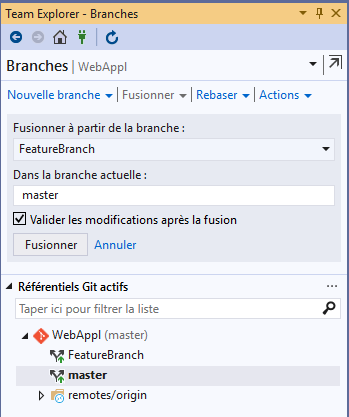 Team Explorer - Branches
Branches | WebAppl
Nouvelle branche | Fusionner | Rebaser | Actions
Fusionner à partir de la branche :
FeatureBranch
Dans la branche actuelle :
master
Valider les modifications après la fusion
Fusionner Annuler
Référentiels Git actifs
Taper ici pour filtrer la liste
WebAppl (master)
FeatureBranch
master
remotes/origin